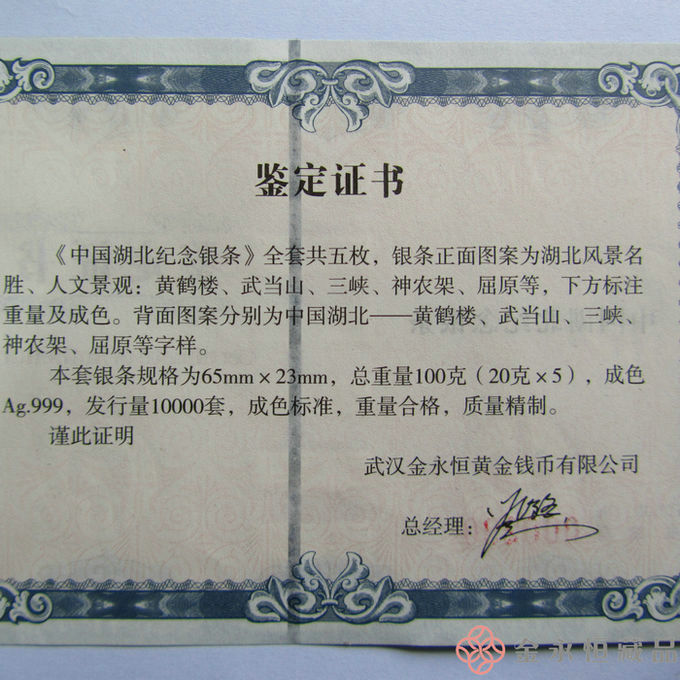 鉴定证书
《中国湖北纪念银条》全套共五枚，银条正面图案为湖北风景名
胜、人文景观：黄鹤楼、武当山、三峡、神农架、屈原等，下方标注
重量及成色。背面图案分别为中国湖北——黄鹤楼、武当山、三峡、
神农架、屈原等字样。
本套银条规格为65mm×23mm，总重量100克（20克×5），成色
Ag.999，发行量10000套，成色标准，重量合格，质量精制。
谨此证明
武汉金永恒黄金钱币有限公司
总经理：
金永恒藏品